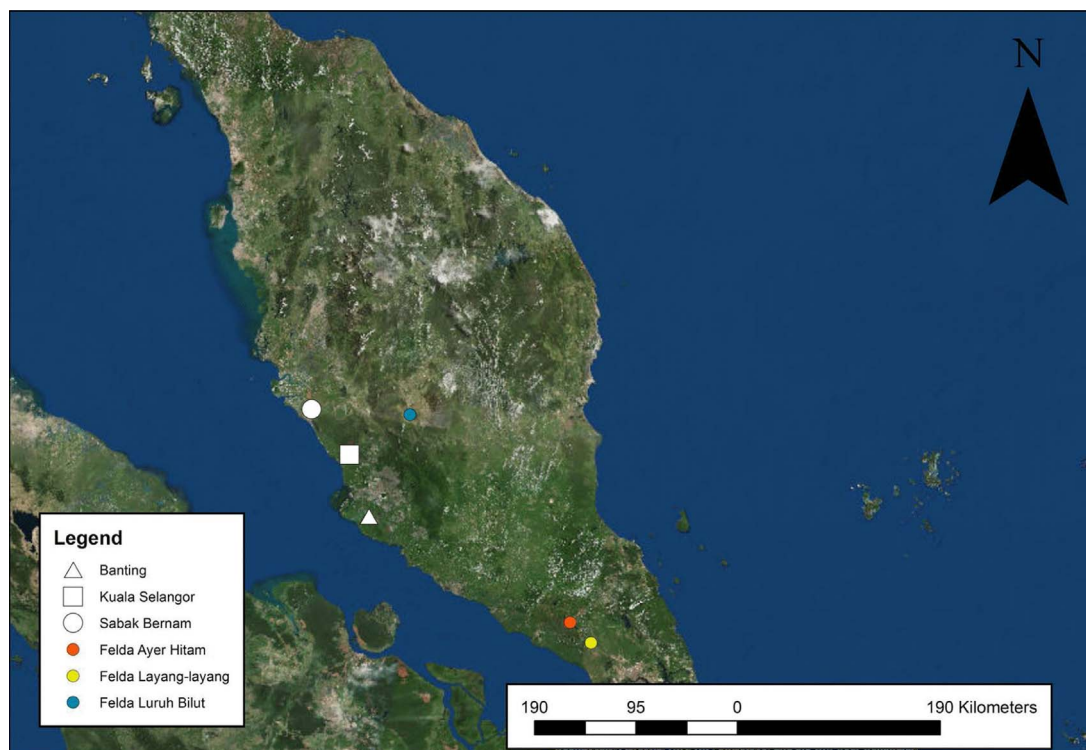 N
Legend
Banting
Kuala Selangor
Sabak Bernam
Felda Ayer Hitam
Felda Layang-layang
Felda Luruh Bilut
190 95 0 190 Kilometers